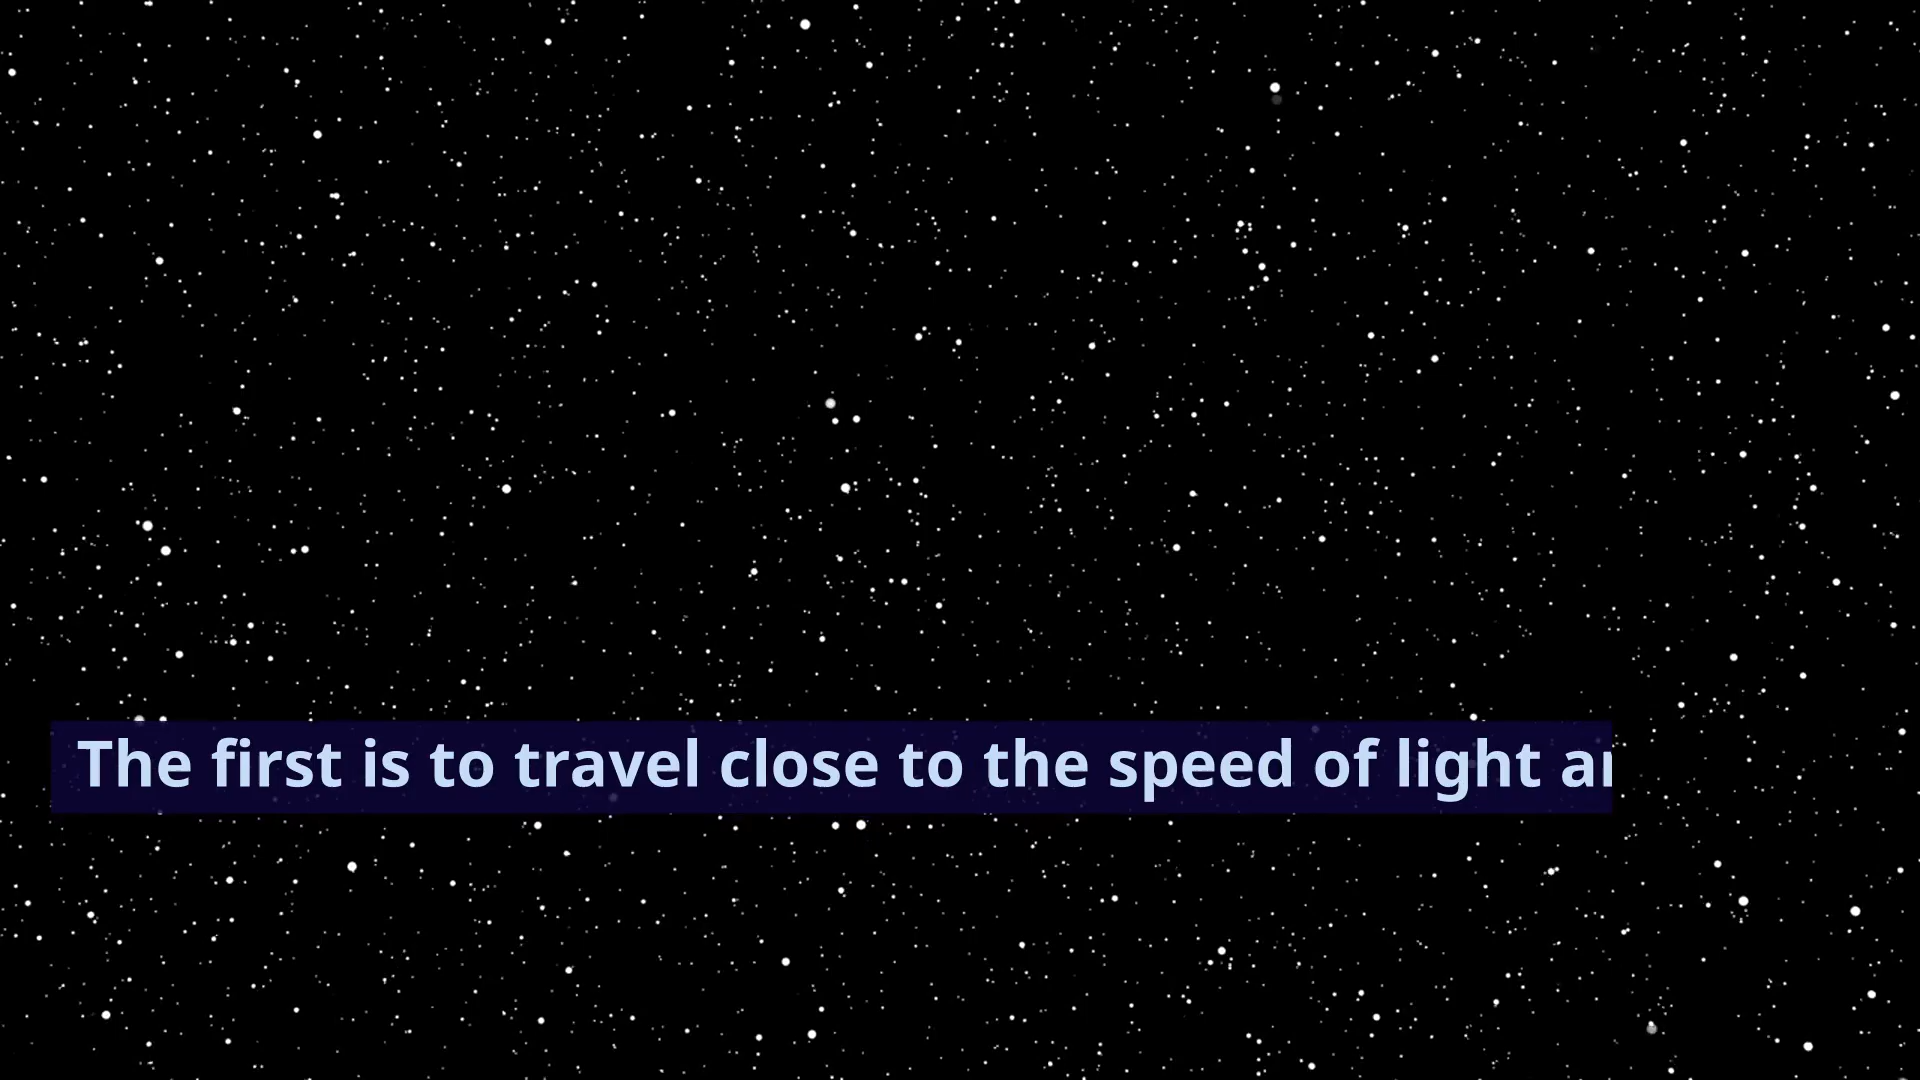 The first is to travel close to the speed of light